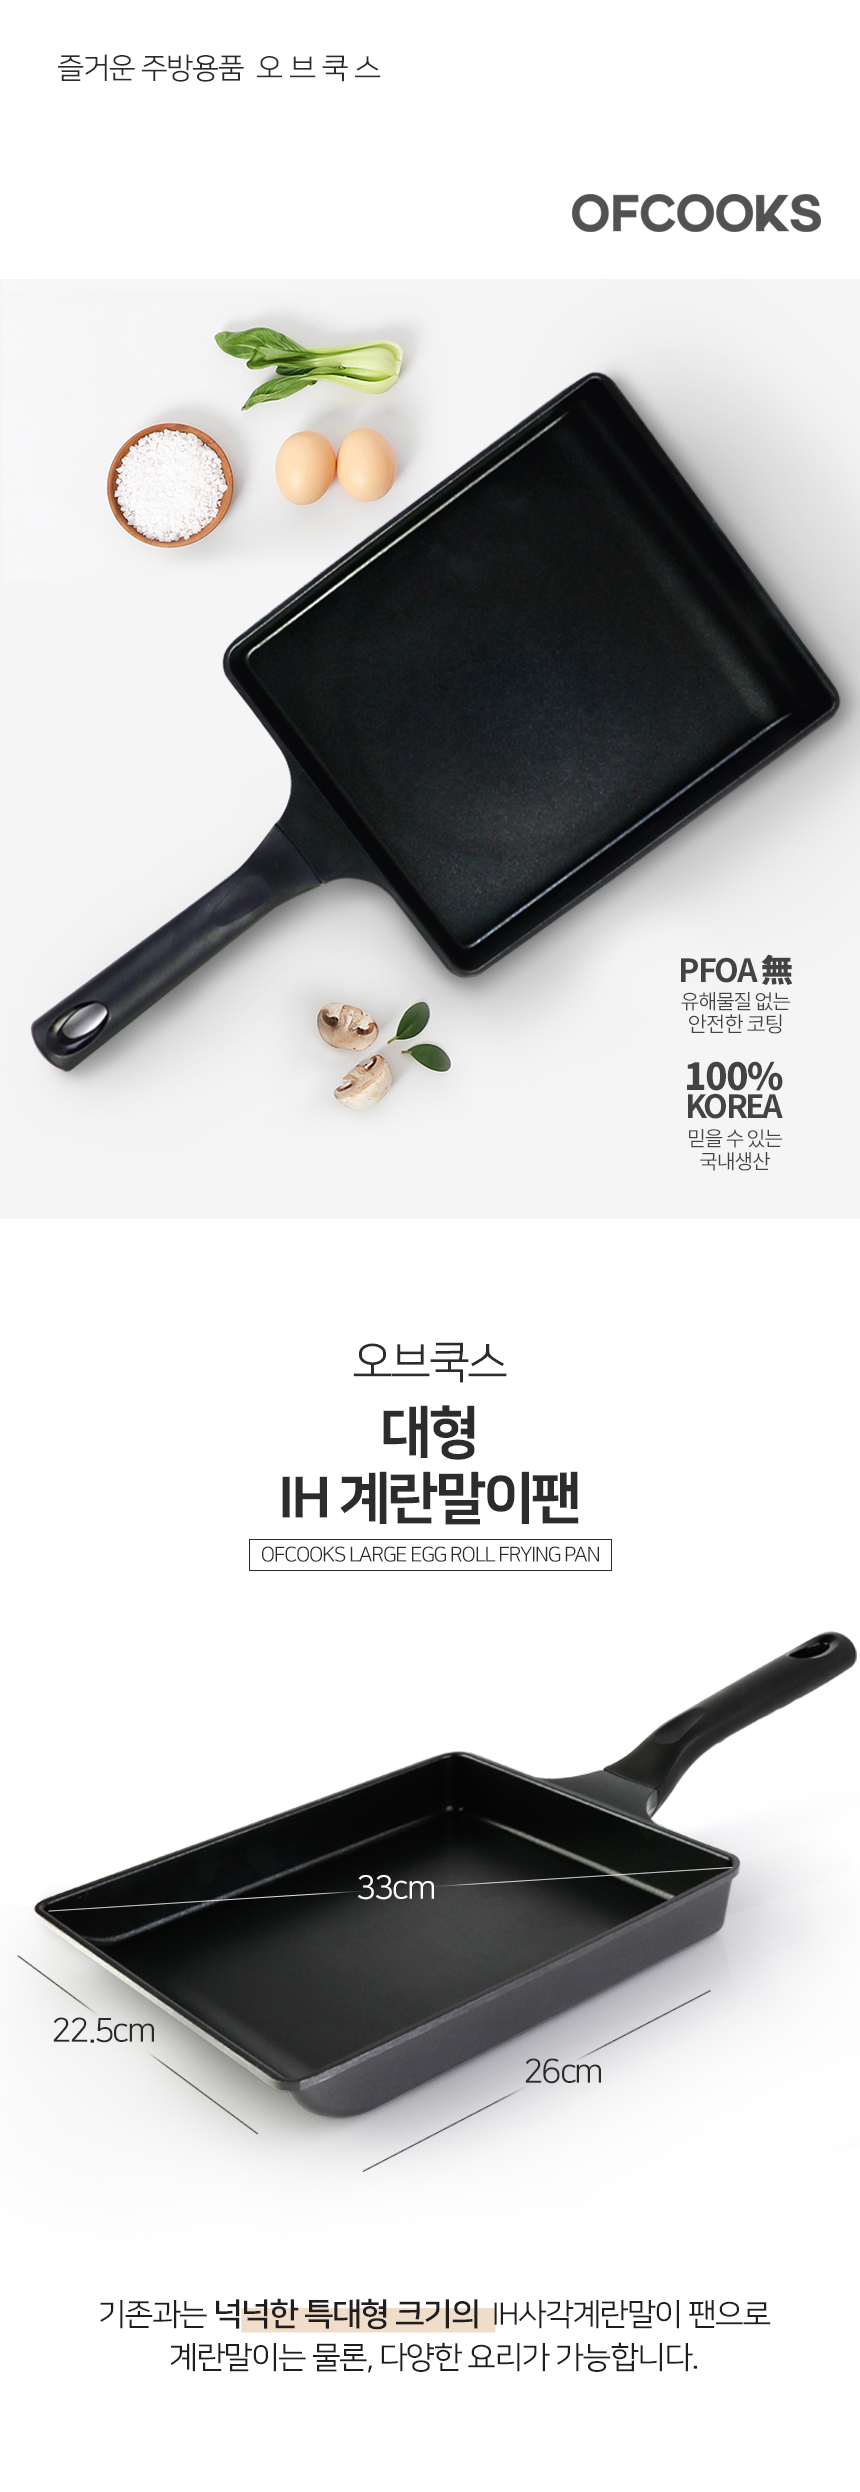 즐거운 주방용품 오브쿡스
OFCOOKS
PFOA 無
유해물질 없는
안전한 코팅
100%
KOREA
믿을 수 있는
국내생산
오브쿡스
대형
IH 계란말이팬
OFCOOKS LARGE EGG ROLL FRYING PAN
33cm
22.5cm
26cm
기존과는 넉넉한 특대형 크기의 IH사각계란말이 팬으로
계란말이는 물론, 다양한 요리가 가능합니다.